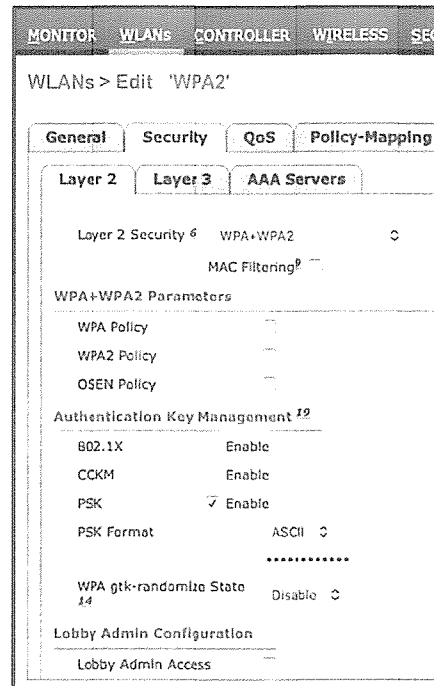 MONITOR WLANs CONTROLLER WIRELESS SEC
WLANs > Edit 'WPA2'
General Security QoS Policy-Mapping
Layer 2 Layer 3 AAA Servers
Layer 2 Security 6 WPA+WPA2
MAC Filtering 9
WPA+WPA2 Parameters
WPA Policy
WPA2 Policy
OSEN Policy
Authentication Key Management 19
802.1X Enable
CCKM Enable
PSK Enable
PSK Format ASCII
••••••••••••
WPA gtk-randomize State Disable
14
Lobby Admin Configuration
Lobby Admin Access